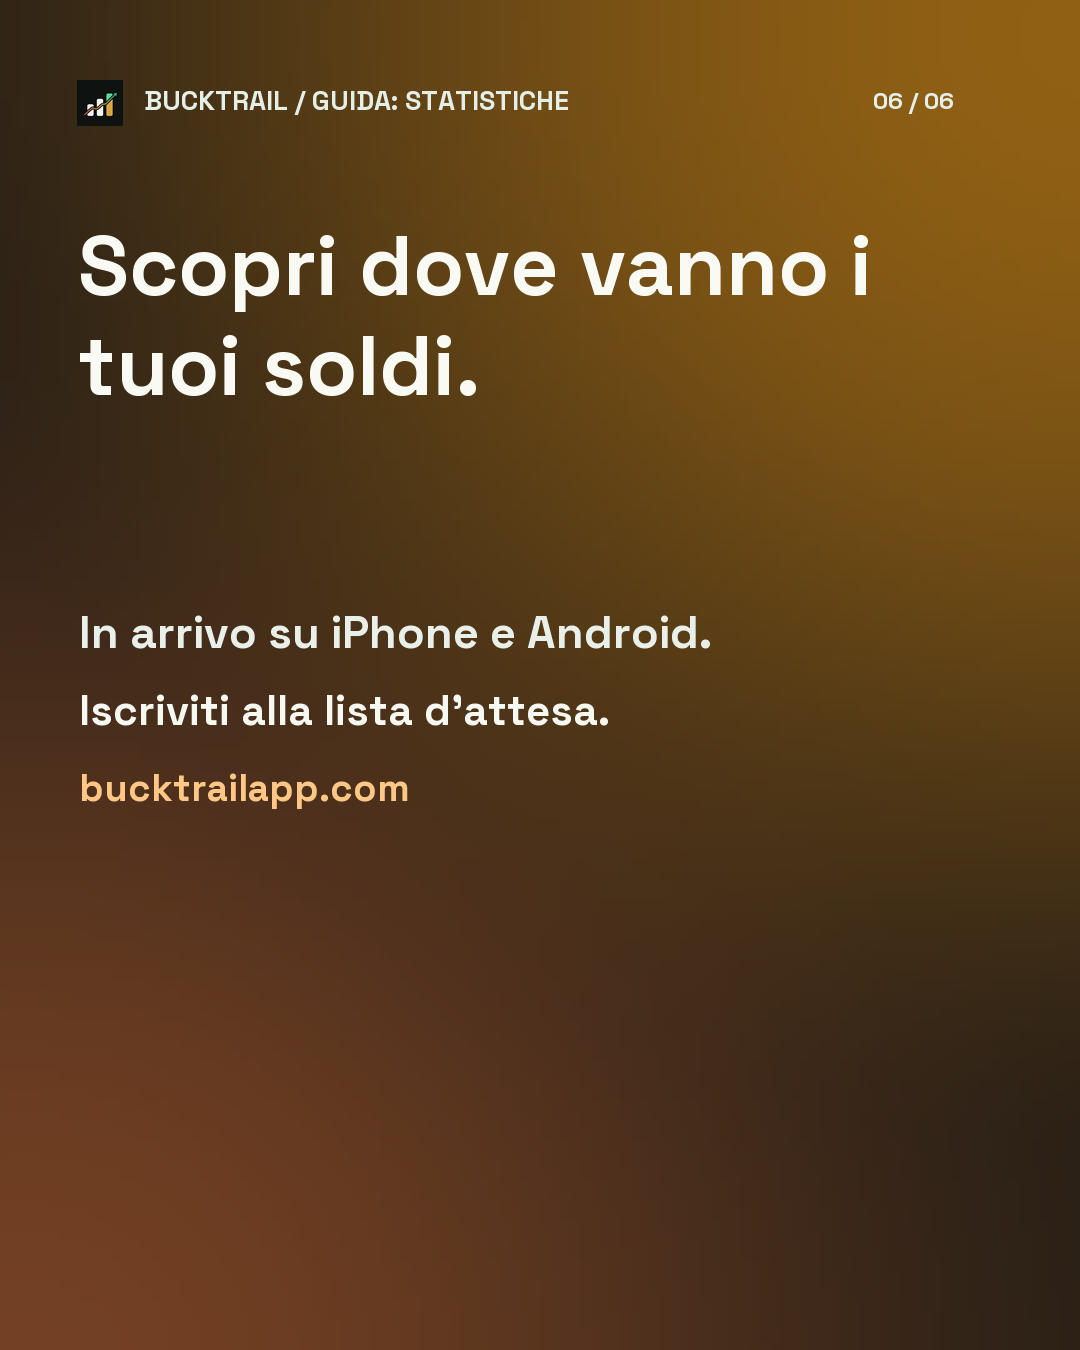 BUCKTRAIL / GUIDA: STATISTICHE
06 / 06
Scopri dove vanno i
tuoi soldi.
In arrivo su iPhone e Android.
Iscriviti alla lista d’attesa.
bucktrailapp.com